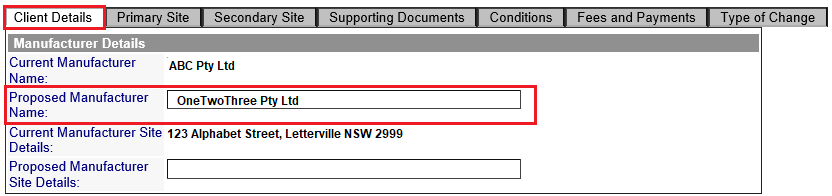 Client Details Primary Site Secondary Site Supporting Documents Conditions Fees and Payments Type of Change
Manufacturer Details
Current Manufacturer Name: ABC Pty Ltd
Proposed Manufacturer Name: OneTwoThree Pty Ltd
Current Manufacturer Site Details: 123 Alphabet Street, Letterville NSW 2999
Proposed Manufacturer Site Details: